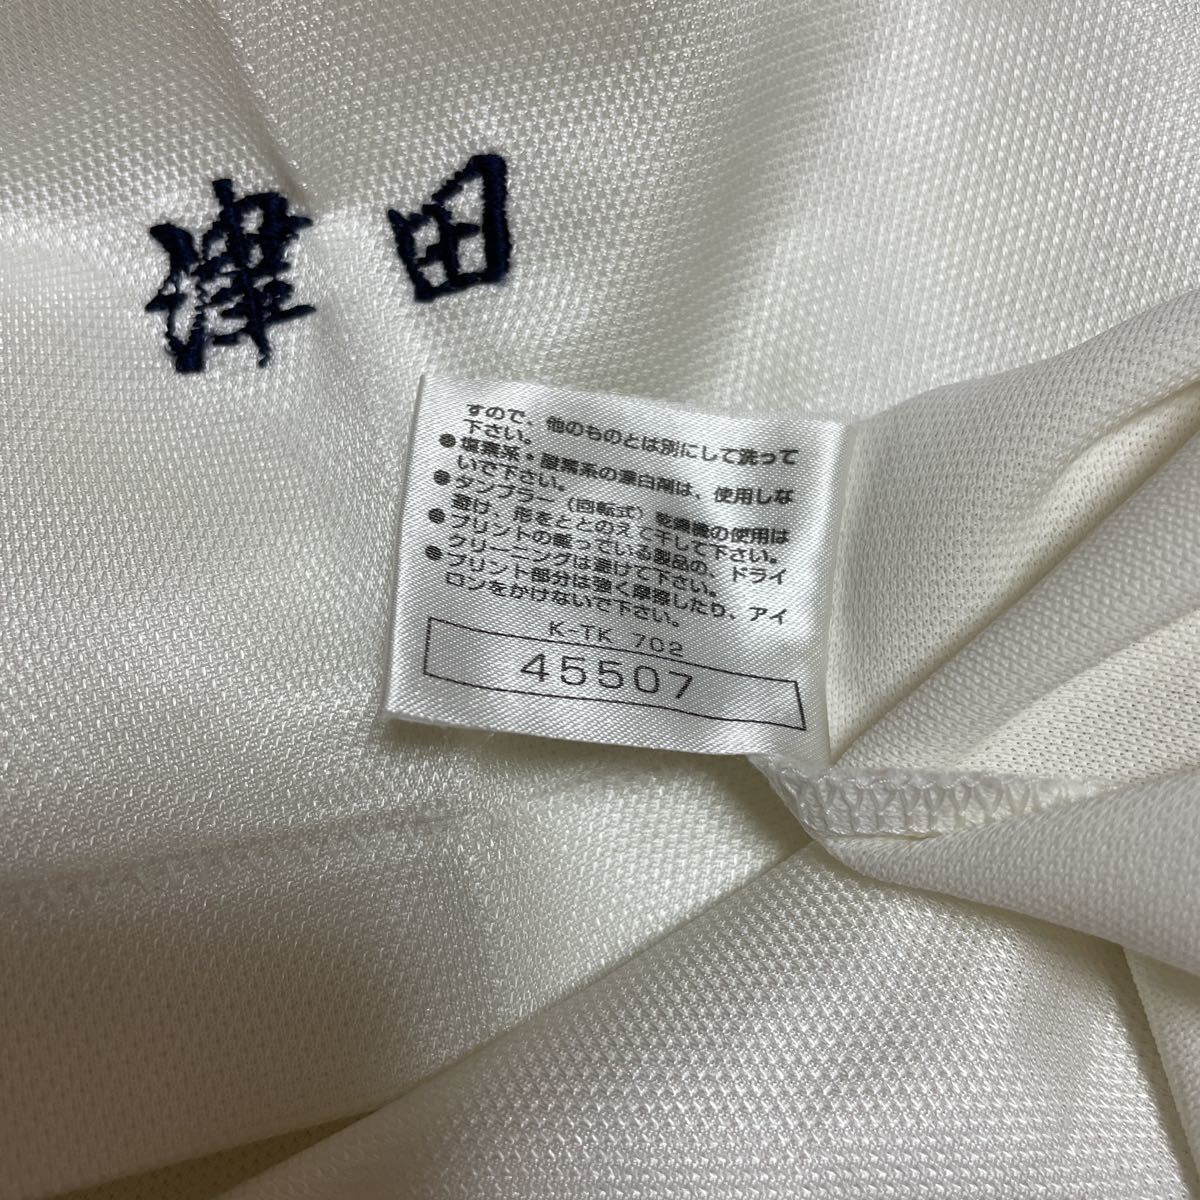 津田
すので、他のものとは別にして洗って
下さい。
●塩素系・酸素系の漂白剤は、使用しな
いで下さい。
●タンブラー（回転式）乾燥機の使用は
避け、形をととのえて干して下さい。
●プリントの載っている製品の、ドライ
クリーニングは避けて下さい。
●プリント部分は強く摩擦したり、アイ
ロンをかけないで下さい。
K-TK 702
45507